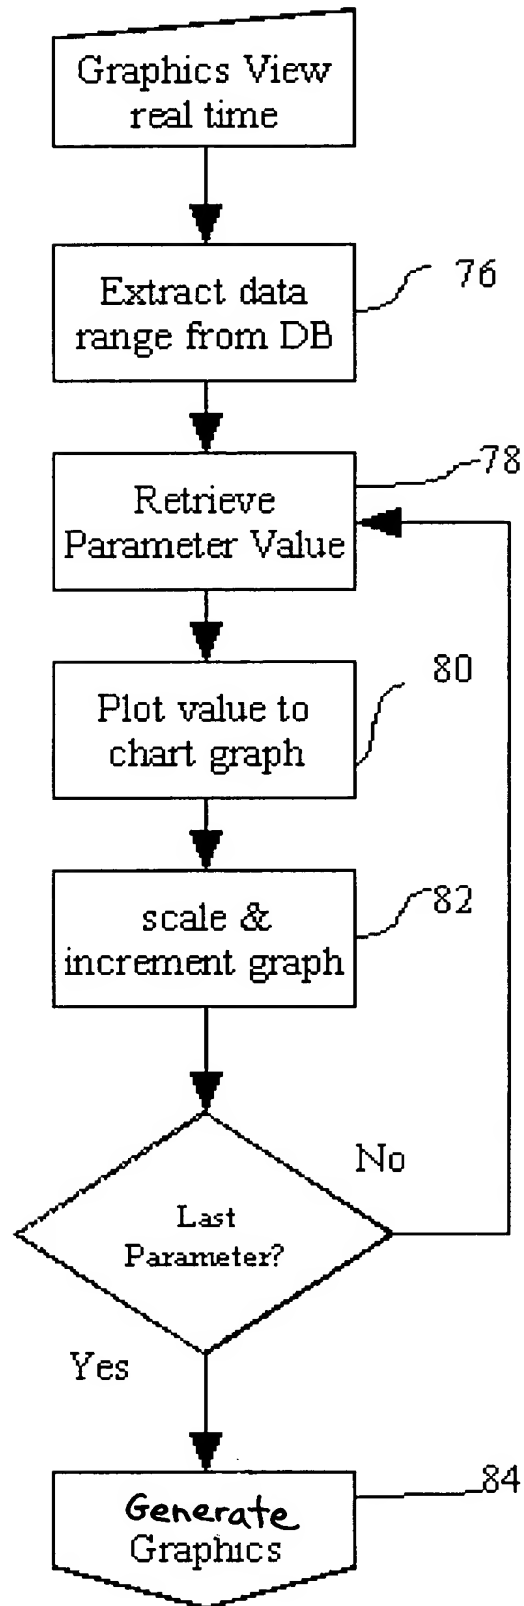 Graphics View
real time
76
Extract data
range from DB
78
Retrieve
Parameter Value
80
Plot value to
chart graph
82
scale &
increment graph
No
Last
Parameter?
Yes
84
Generate
Graphics